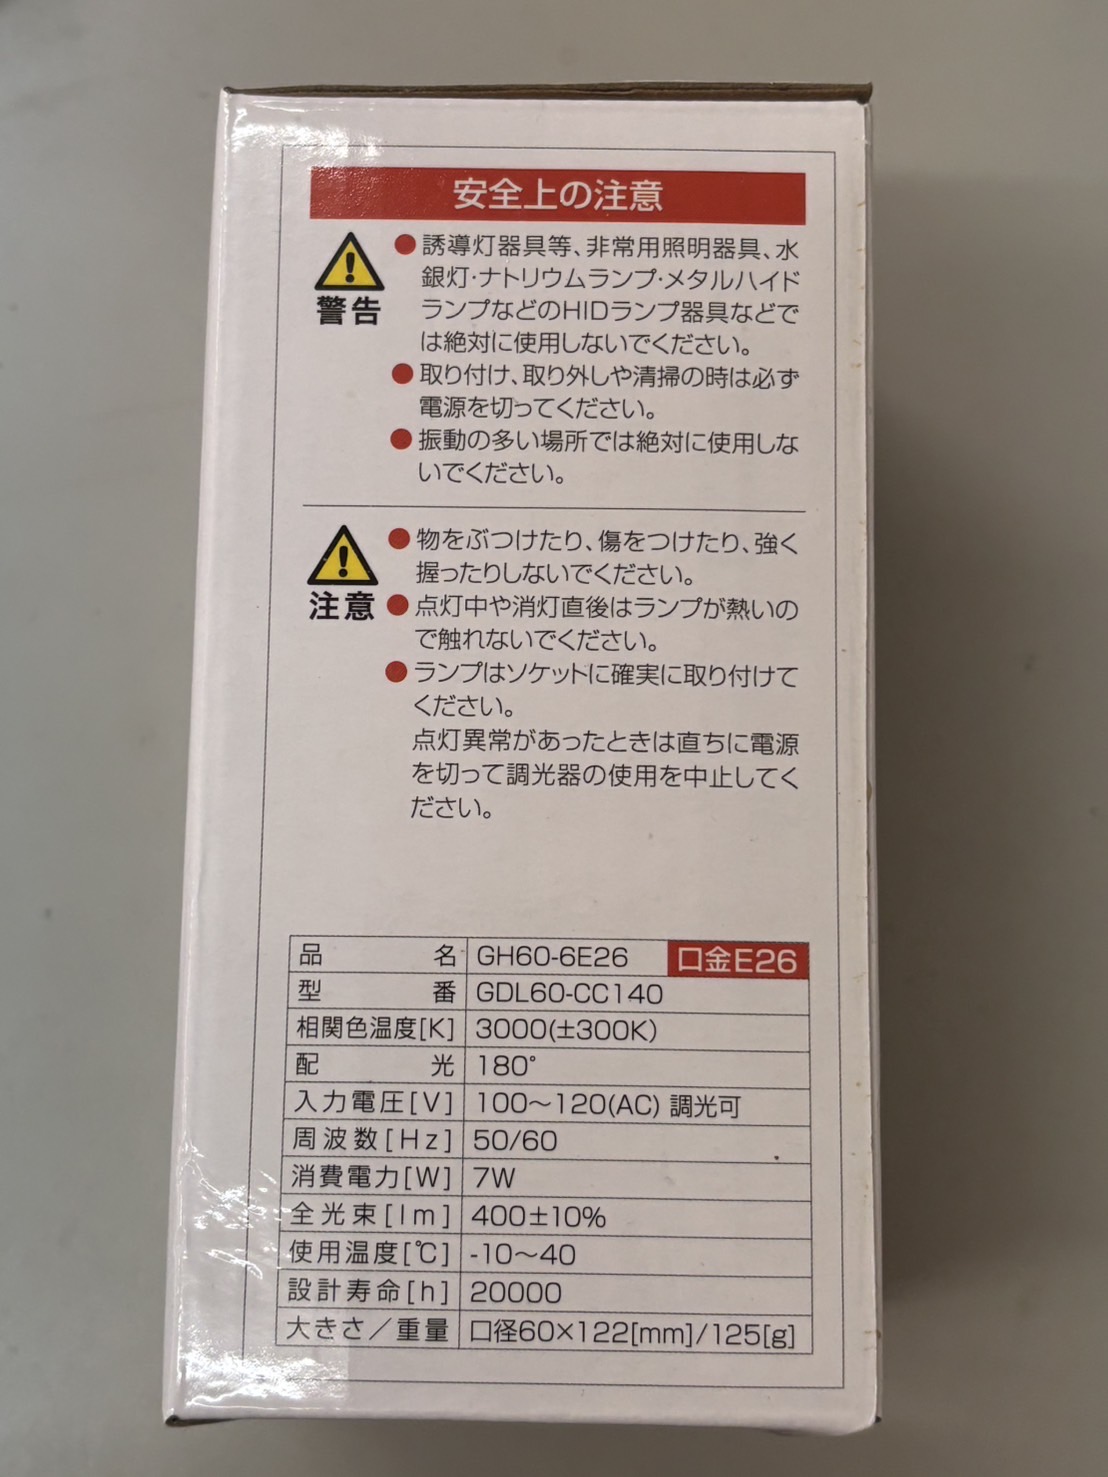 安全上の注意
警告
●誘導灯器具等、非常用照明器具、水
銀灯・ナトリウムランプ・メタルハイド
ランプなどのHIDランプ器具などで
は絶対に使用しないでください。
●取り付け、取り外しや清掃の時は必ず
電源を切ってください。
●振動の多い場所では絶対に使用しな
いでください。
注意
●物をぶつけたり、傷をつけたり、強く
握ったりしないでください。
●点灯中や消灯直後はランプが熱いの
で触れないでください。
●ランプはソケットに確実に取り付けて
ください。
点灯異常があったときは直ちに電源
を切って調光器の使用を中止してく
ださい。
品名 GH60-6E26 口金E26
型番 GDL60-CC140
相関色温度[K] 3000(±300K)
配光 180°
入力電圧[V] 100〜120(AC) 調光可
周波数[Hz] 50/60
消費電力[W] 7W
全光束[lm] 400±10%
使用温度[℃] -10〜40
設計寿命[h] 20000
大きさ/重量 口径60×122[mm]/125[g]